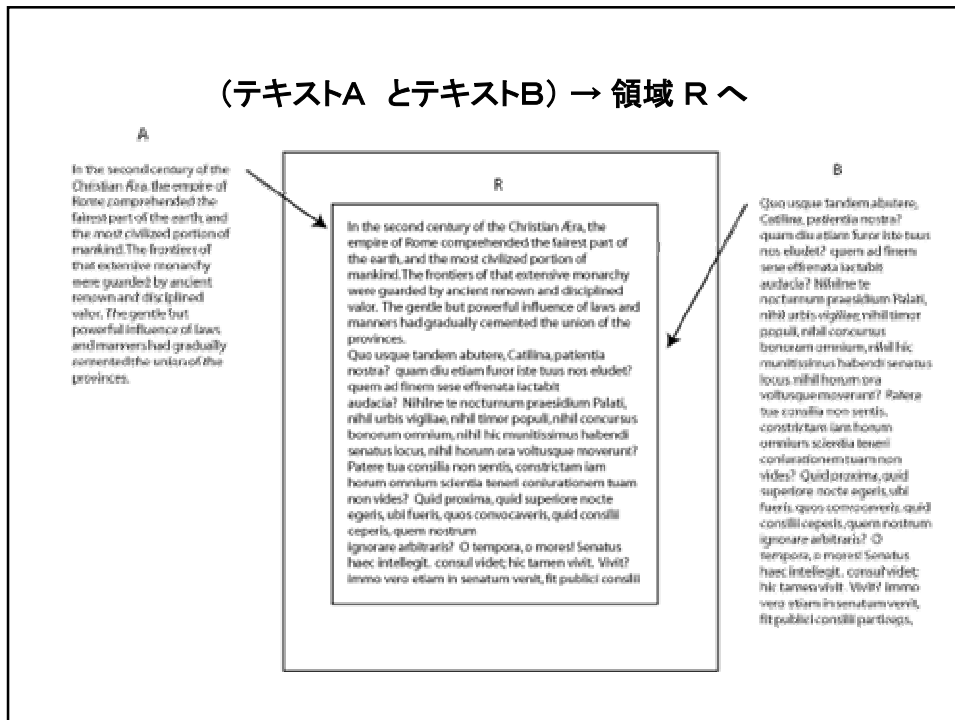 （テキストA　とテキストB）→ 領域 R へ
A
In the second century of the
Christian Æra, the empire of
Rome comprehended the
fairest part of the earth, and
the most civilized portion of
mankind. The frontiers of
that extensive monarchy
were guarded by ancient
renown and disciplined
valor. The gentle but
powerful influence of laws
and manners had gradually
cemented the union of the
provinces.
R
In the second century of the Christian Æra, the
empire of Rome comprehended the fairest part of
the earth, and the most civilized portion of
mankind. The frontiers of that extensive monarchy
were guarded by ancient renown and disciplined
valor. The gentle but powerful influence of laws and
manners had gradually cemented the union of the
provinces.
Quo usque tandem abutere, Catilina, patientia
nostra? quam diu etiam furor iste tuus nos eludet?
quem ad finem sese effrenata iactabit
audacia? Nihilne te nocturnum praesidium Palati,
nihil urbis vigiliae, nihil timor populi, nihil concursus
bonorum omnium, nihil hic munitissimus habendi
senatus locus, nihil horum ora voltusque moverunt?
Patere tua consilia non sentis, constrictam iam
horum omnium scientia teneri coniurationem tuam
non vides? Quid proxima, quid superiore nocte
egeris, ubi fueris, quos convocaveris, quid consilii
ceperis, quem nostrum
ignorare arbitraris? O tempora, o mores! Senatus
haec intellegit. consul videt; hic tamen vivit. Vivit?
immo vero etiam in senatum venit, fit publici consilii
B
Quo usque tandem abutere,
Catilina, patientia nostra?
quam diu etiam furor iste tuus
nos eludet? quem ad finem
sese effrenata iactabit
audacia? Nihilne te
nocturnum praesidium Palati,
nihil urbis vigiliae, nihil timor
populi, nihil concursus
bonorum omnium, nihil hic
munitissimus habendi senatus
locus, nihil horum ora
voltusque moverunt? Patere
tua consilia non sentis,
constrictam iam horum
omnium scientia teneri
coniurationem tuam non
vides? Quid proxima, quid
superiore nocte egeris, ubi
fueris, quos convocaveris, quid
consilii ceperis, quem nostrum
ignorare arbitraris? O
tempora, o mores! Senatus
haec intellegit. consul videt;
hic tamen vivit. Vivit? immo
vero etiam in senatum venit,
fit publici consilii particeps,